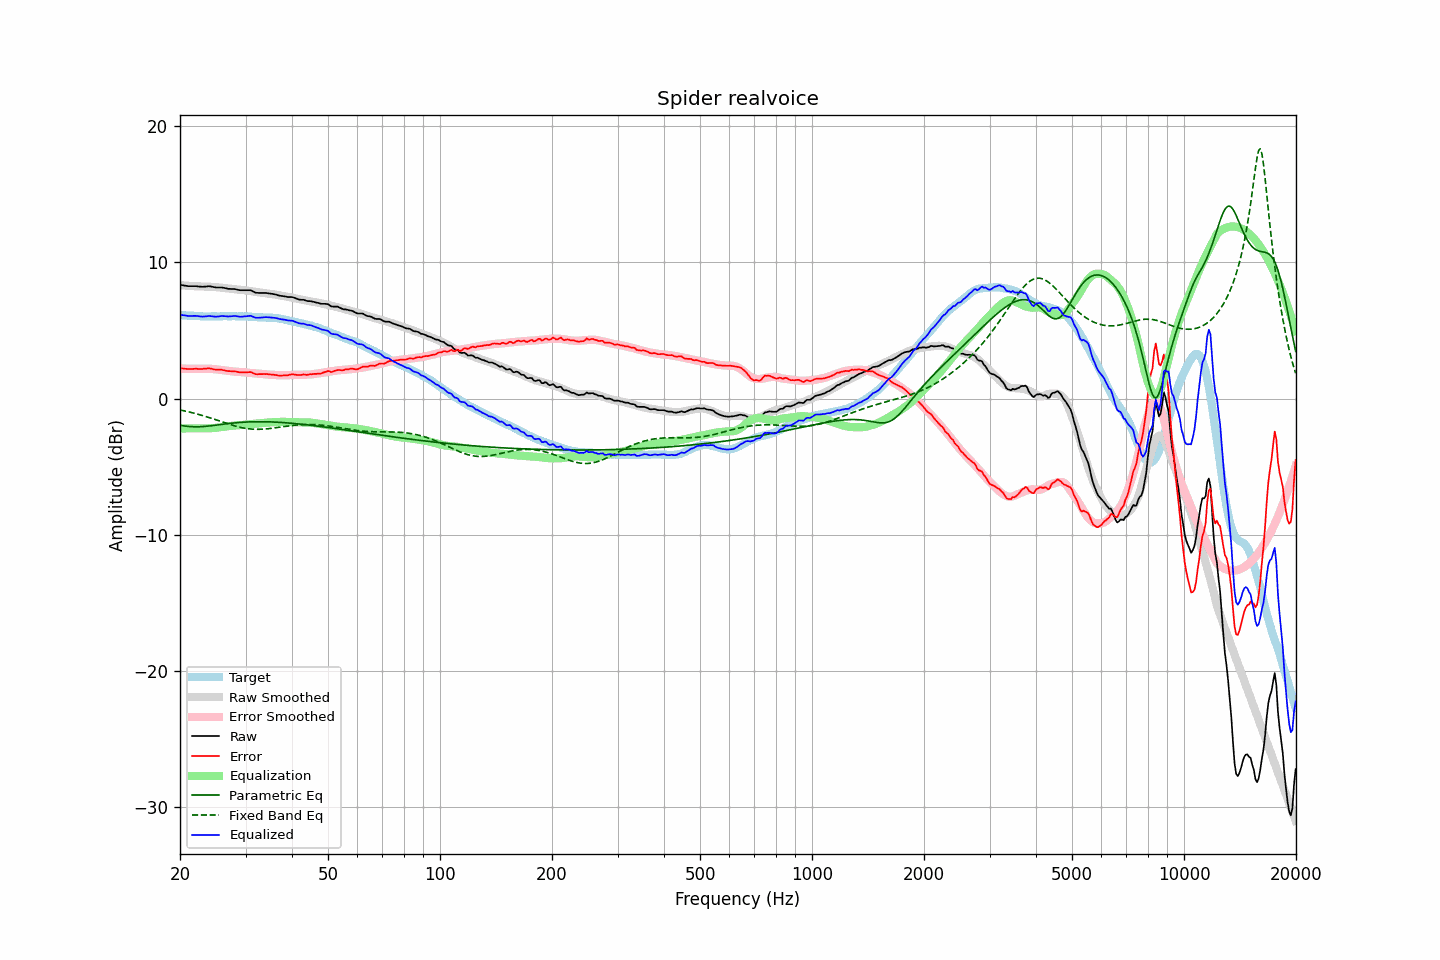 Spider realvoice
20
10
0
−10
−20
−30
Amplitude (dBr)
Target
Raw Smoothed
Error Smoothed
Raw
Error
Equalization
Parametric Eq
Fixed Band Eq
Equalized
20 50 100 200 500 1000 2000 5000 10000 20000
Frequency (Hz)